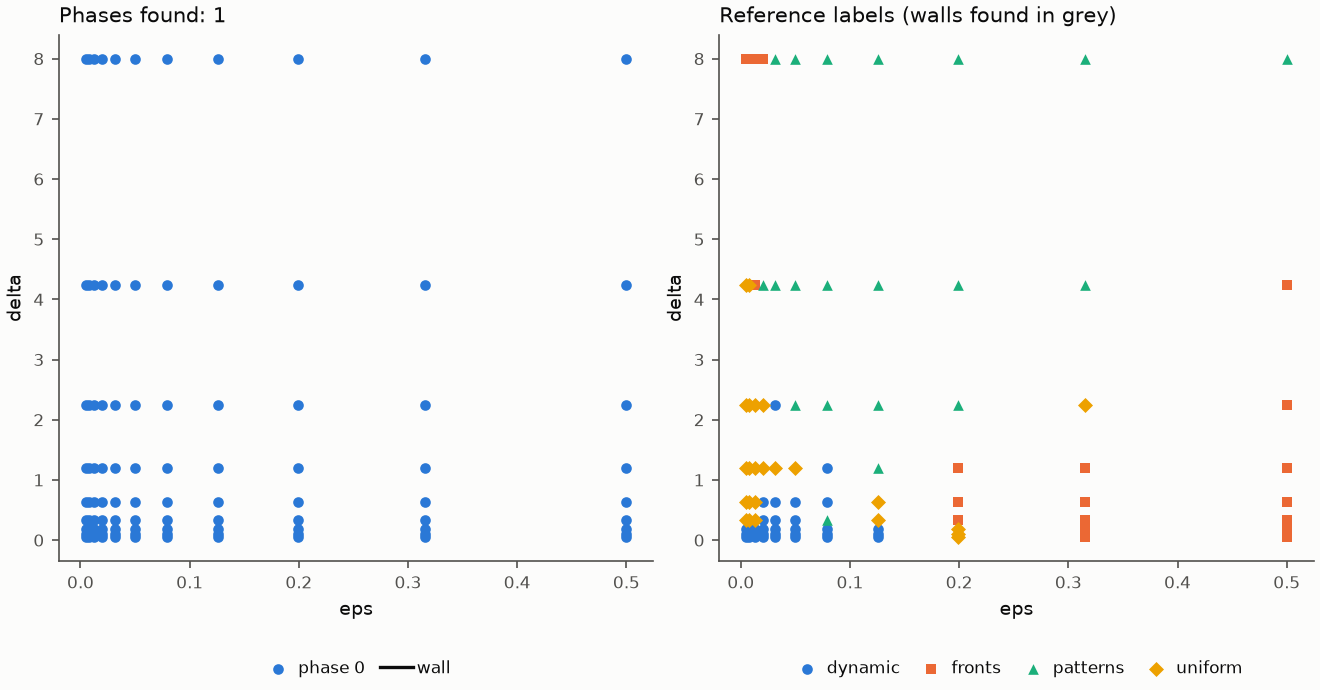 Phases found: 1
8
7
6
5
4
3
2
1
0
delta
0.0 0.1 0.2 0.3 0.4 0.5
eps
phase 0 wall
Reference labels (walls found in grey)
8
7
6
5
4
3
2
1
0
delta
0.0 0.1 0.2 0.3 0.4 0.5
eps
dynamic fronts patterns uniform